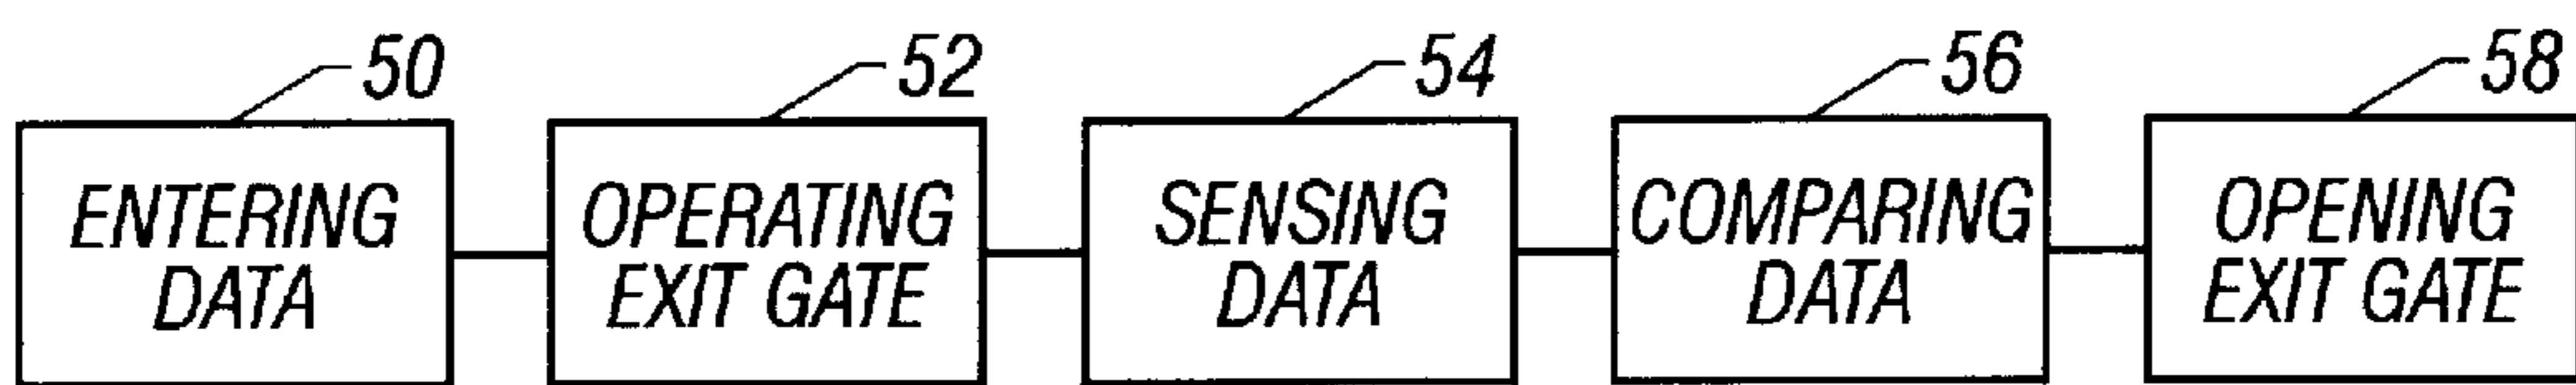 50
52
54
56
58
ENTERING
DATA
OPERATING
EXIT GATE
SENSING
DATA
COMPARING
DATA
OPENING
EXIT GATE